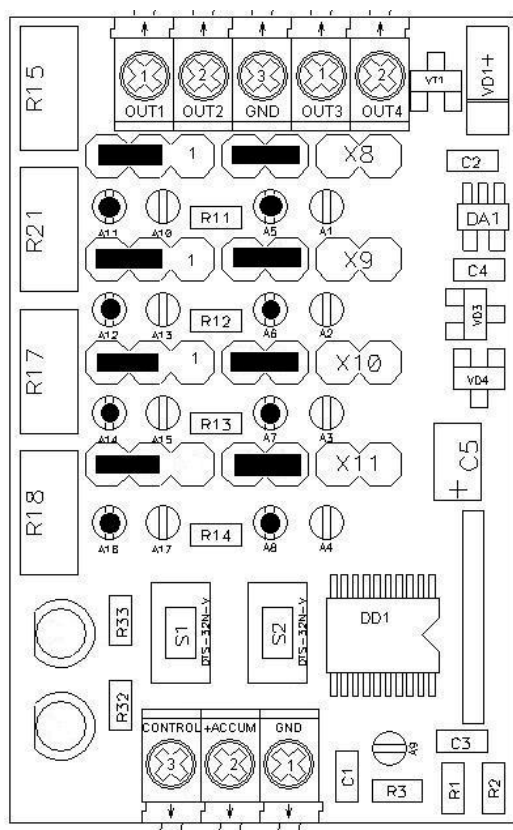 R15
1 2 3 1 2
OUT1 OUT2 GND OUT3 OUT4
VT1
VD1+
1 X8
C2
R21
A11 A10 R11 A5 A1
DA1
1 X9
C4
A12 A13 R12 A6 A2
VD3
R17
1 X10
VD4
A14 A15 R13 A7 A3
R18
X11
+ C5
A16 A17 R14 A8 A4
R33
S1 DTS-32N-V
S2 DTS-32N-V
DD1
R32
CONTROL +ACCUM GND
3 2 1
A9
C3
C1
R3
R1
R2